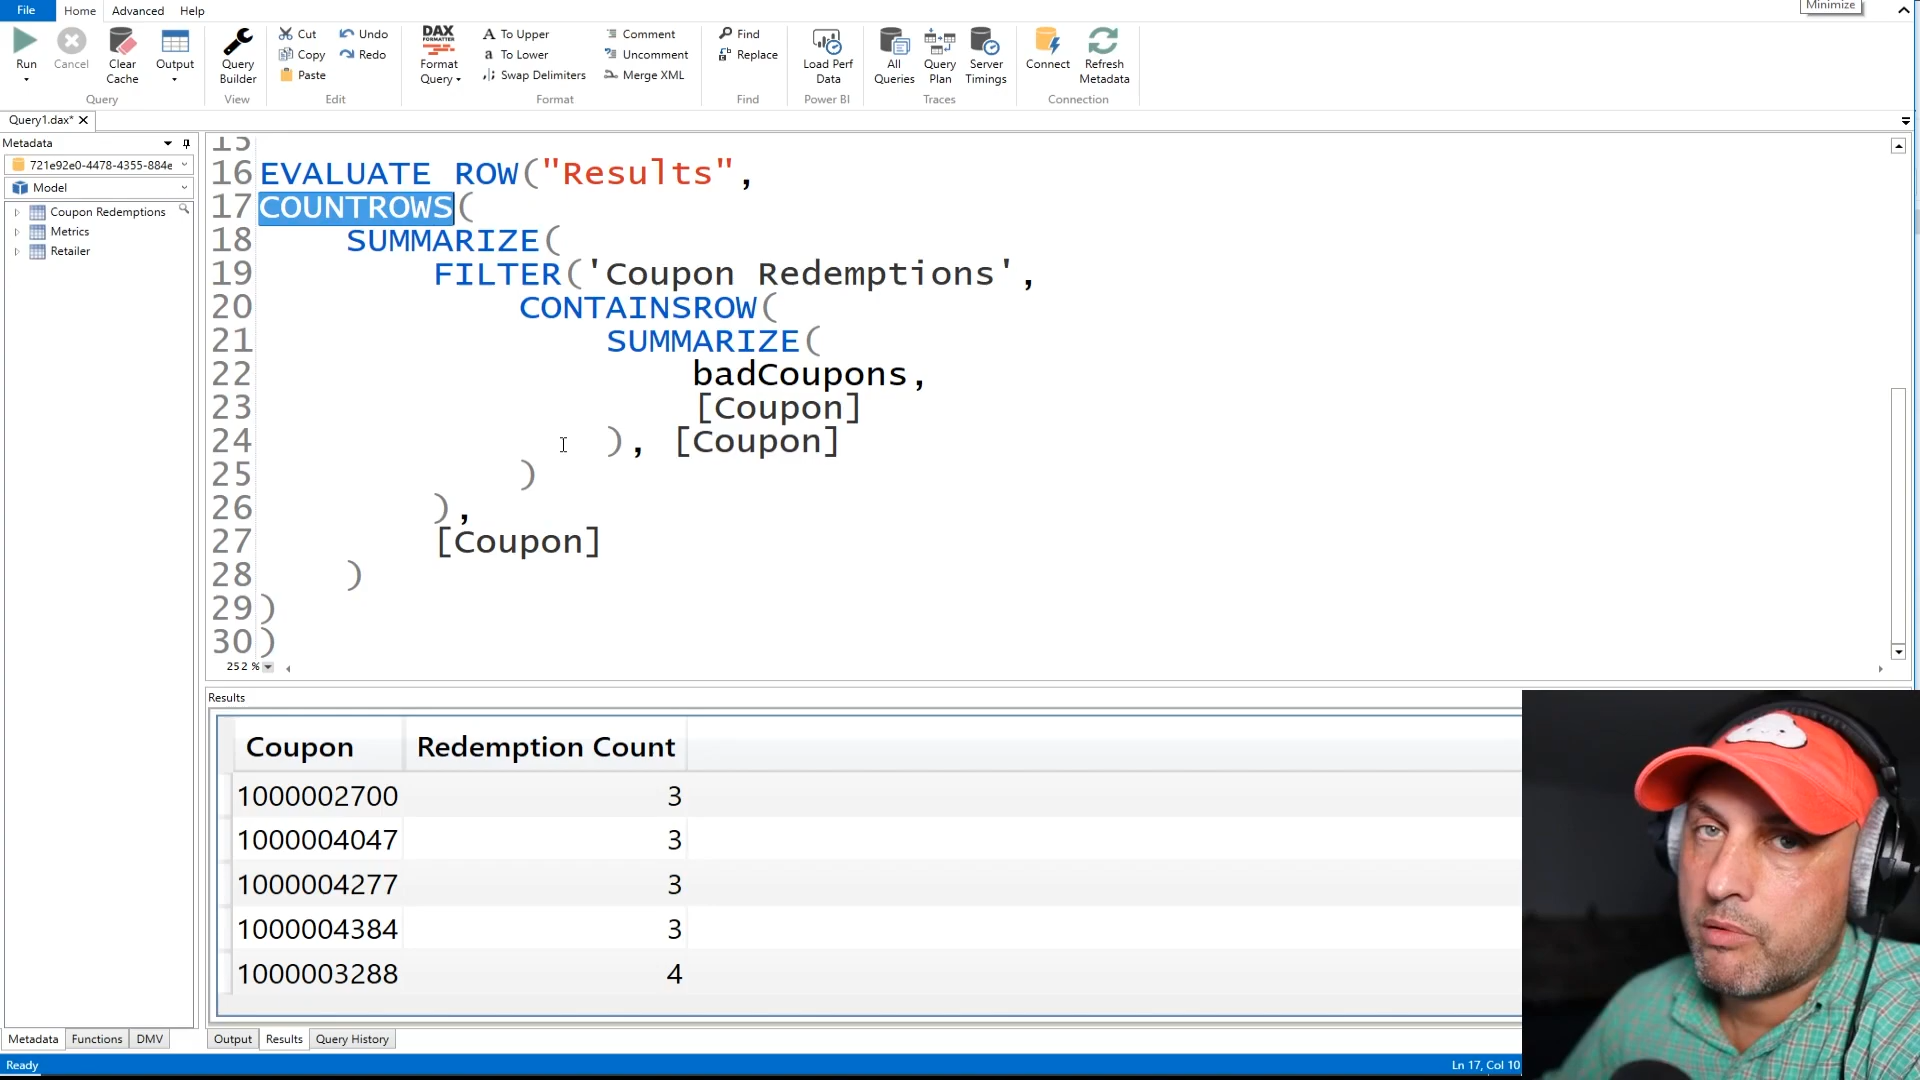 File Home Advanced Help Minimize
Run Cancel Clear Cache Output Query Builder Cut Copy Paste Undo Redo DAX FORMATTER Format Query To Upper To Lower Swap Delimiters Comment Uncomment Merge XML Find Replace Load Perf Data All Queries Query Plan Server Timings Connect Refresh Metadata
Query View Edit Format Find Power BI Traces Connection
Query1.dax*
Metadata
721e92e0-4478-4355-884e
Model
Coupon Redemptions
Metrics
Retailer
15
16 EVALUATE ROW("Results",
17 COUNTROWS(
18 SUMMARIZE(
19 FILTER('Coupon Redemptions',
20 CONTAINSROW(
21 SUMMARIZE(
22 badCoupons,
23 [Coupon]
24 ), [Coupon]
25 )
26 ),
27 [Coupon]
28 )
29 )
30 )
252 %
Results
Coupon Redemption Count
1000002700 3
1000004047 3
1000004277 3
1000004384 3
1000003288 4
Metadata Functions DMV Output Results Query History
Ready Ln 17, Col 10